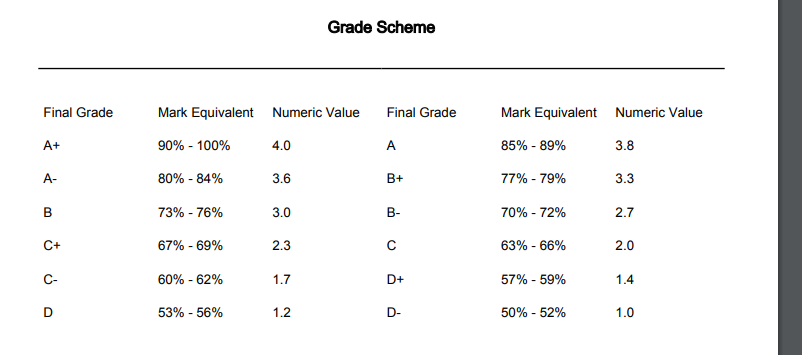 Grade Scheme
Final Grade Mark Equivalent Numeric Value Final Grade Mark Equivalent Numeric Value
A+ 90% - 100% 4.0 A 85% - 89% 3.8
A- 80% - 84% 3.6 B+ 77% - 79% 3.3
B 73% - 76% 3.0 B- 70% - 72% 2.7
C+ 67% - 69% 2.3 C 63% - 66% 2.0
C- 60% - 62% 1.7 D+ 57% - 59% 1.4
D 53% - 56% 1.2 D- 50% - 52% 1.0